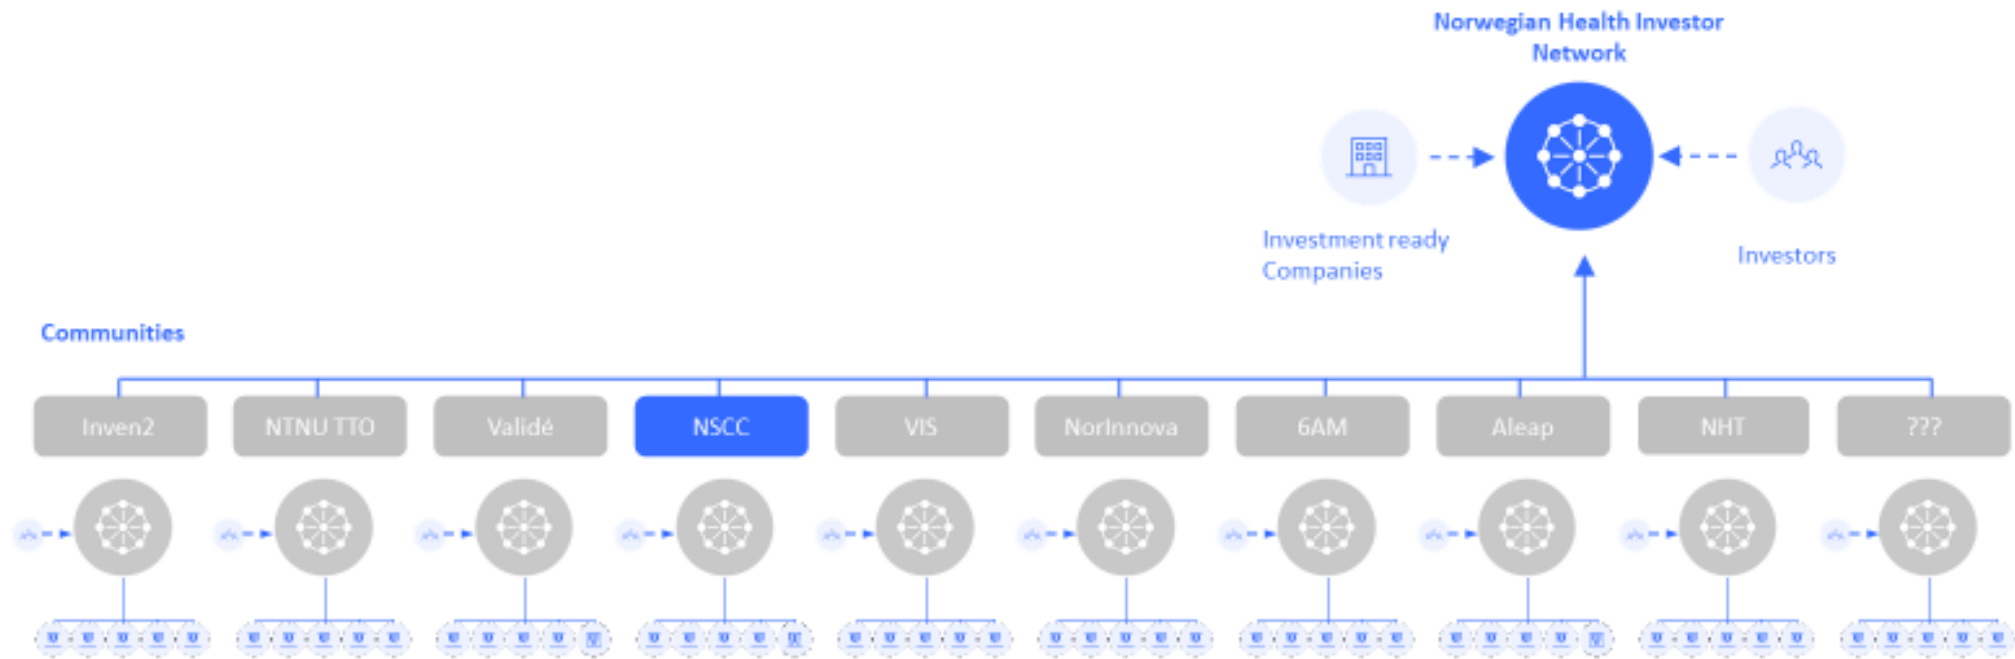 Norwegian Health Investor
Network
Investment ready
Companies
Investors
Communities
Inven2
NTNU TTO
Validé
NSCC
VIS
NorInnova
6AM
Aleap
NHT
???